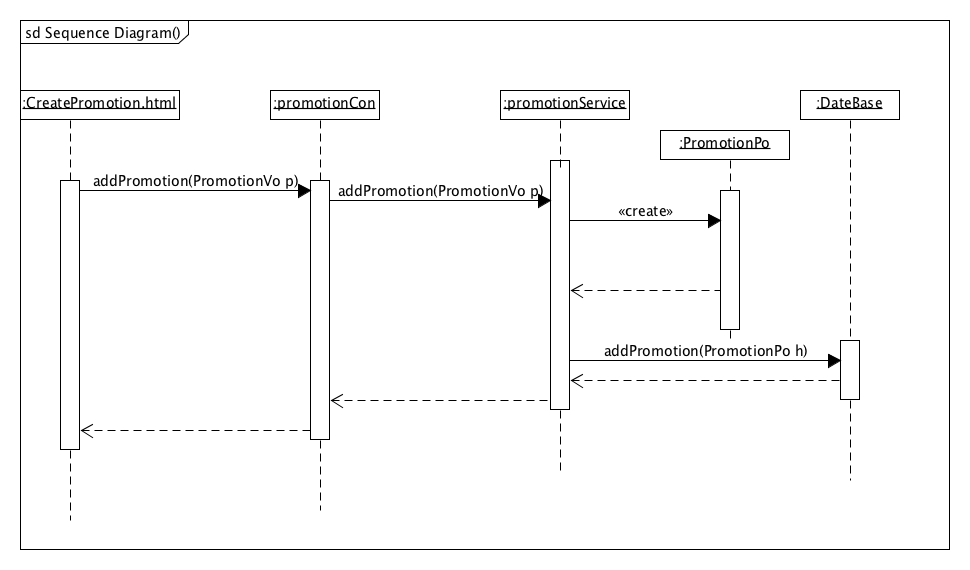 sd Sequence Diagram()
:CreatePromotion.html
:promotionCon
:promotionService
:DateBase
:PromotionPo
addPromotion(PromotionVo p)
addPromotion(PromotionVo p)
«create»
addPromotion(PromotionPo h)